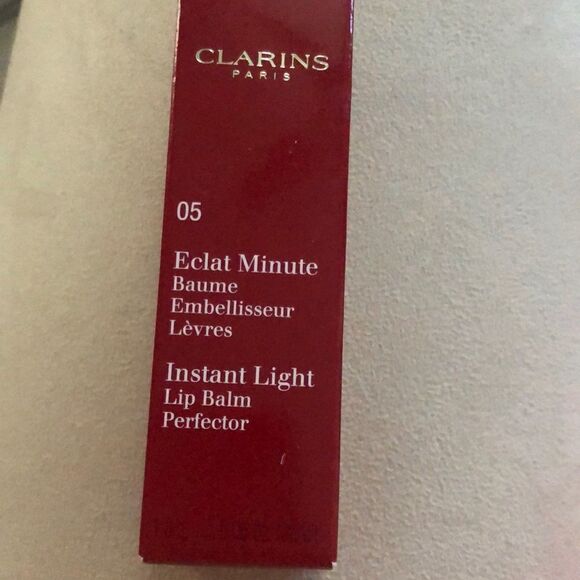 CLARINS
PARIS
05
Eclat Minute
Baume
Embellisseur
Lèvres
Instant Light
Lip Balm
Perfector